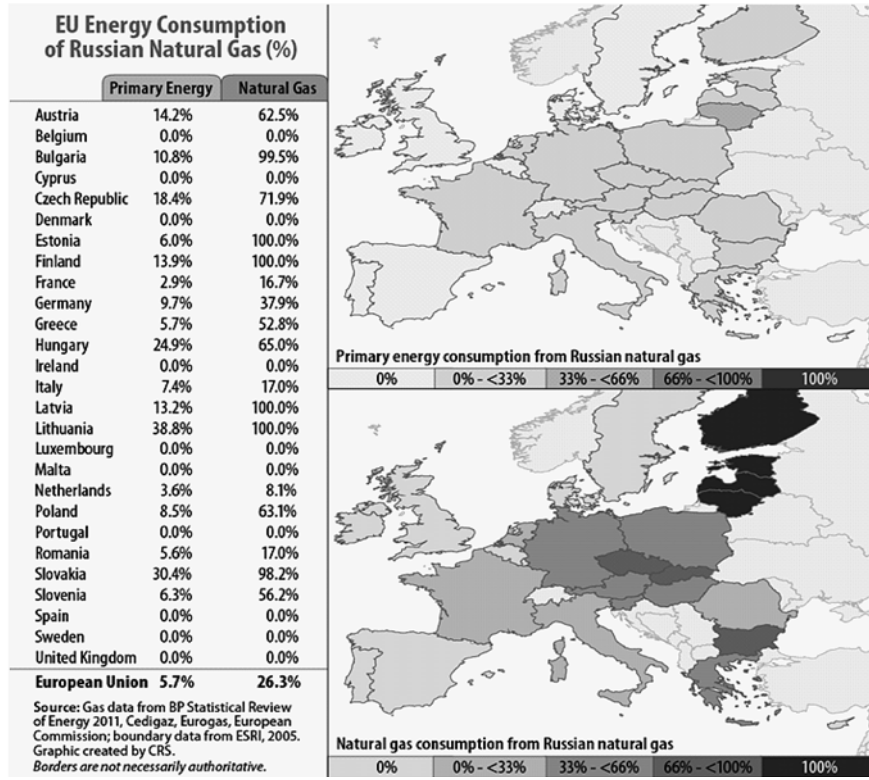 EU Energy Consumption
of Russian Natural Gas (%)
Primary Energy Natural Gas
Austria 14.2% 62.5%
Belgium 0.0% 0.0%
Bulgaria 10.8% 99.5%
Cyprus 0.0% 0.0%
Czech Republic 18.4% 71.9%
Denmark 0.0% 0.0%
Estonia 6.0% 100.0%
Finland 13.9% 100.0%
France 2.9% 16.7%
Germany 9.7% 37.9%
Greece 5.7% 52.8%
Hungary 24.9% 65.0%
Ireland 0.0% 0.0%
Italy 7.4% 17.0%
Latvia 13.2% 100.0%
Lithuania 38.8% 100.0%
Luxembourg 0.0% 0.0%
Malta 0.0% 0.0%
Netherlands 3.6% 8.1%
Poland 8.5% 63.1%
Portugal 0.0% 0.0%
Romania 5.6% 17.0%
Slovakia 30.4% 98.2%
Slovenia 6.3% 56.2%
Spain 0.0% 0.0%
Sweden 0.0% 0.0%
United Kingdom 0.0% 0.0%
European Union 5.7% 26.3%
Source: Gas data from BP Statistical Review
of Energy 2011, Cedigaz, Eurogas, European
Commission; boundary data from ESRI, 2005.
Graphic created by CRS.
Borders are not necessarily authoritative.
Primary energy consumption from Russian natural gas
0% 0% - <33% 33% - <66% 66% - <100% 100%
Natural gas consumption from Russian natural gas
0% 0% - <33% 33% - <66% 66% - <100% 100%